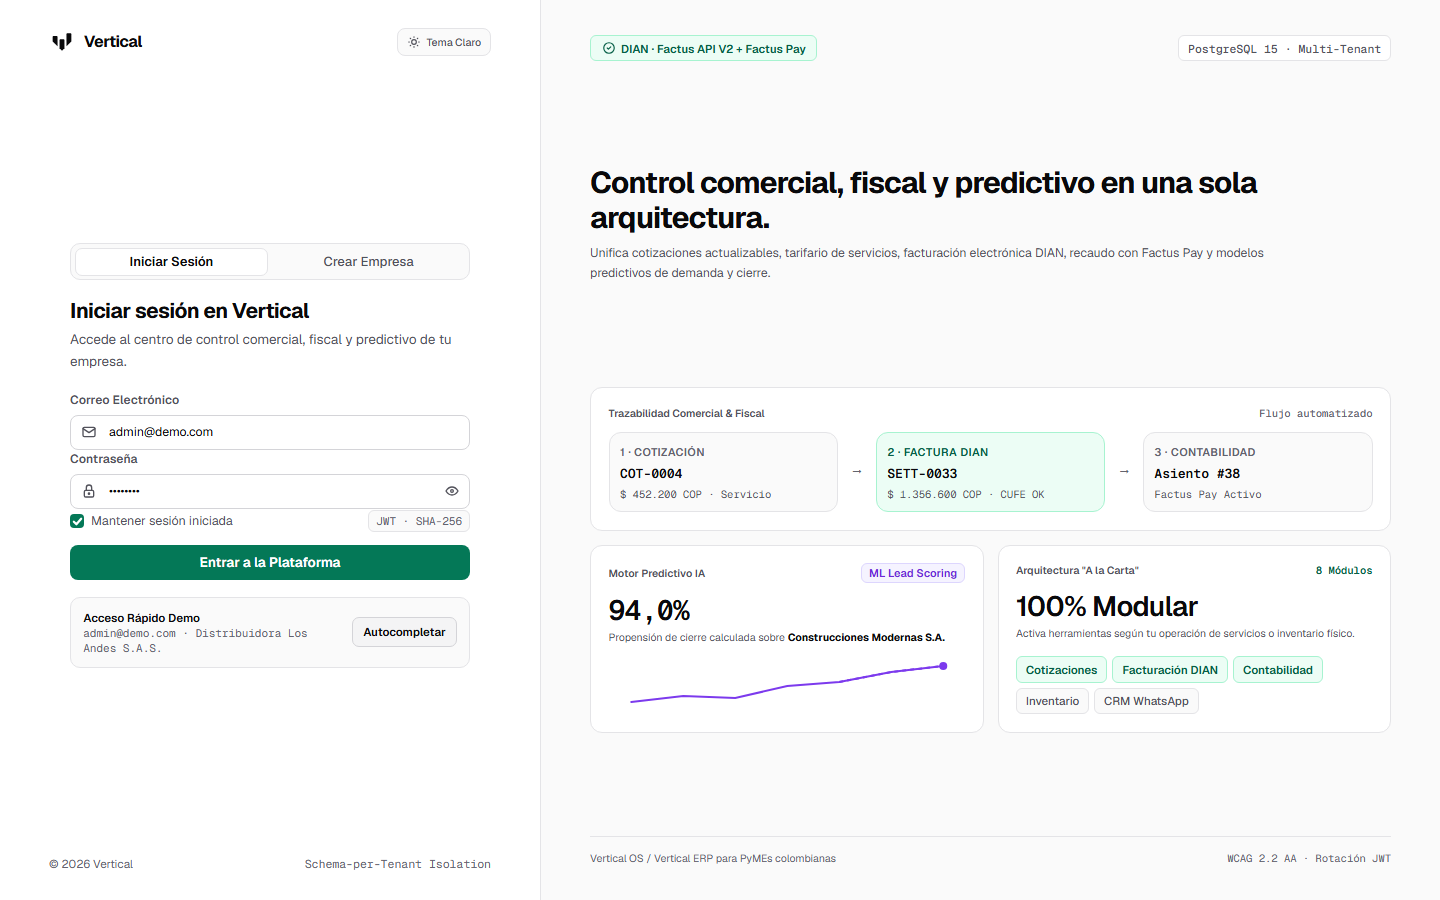 Vertical
Tema Claro
Iniciar Sesión
Crear Empresa
Iniciar sesión en Vertical
Accede al centro de control comercial, fiscal y predictivo de tu
empresa.
Correo Electrónico
admin@demo.com
Contraseña
••••••••
Mantener sesión iniciada
JWT · SHA-256
Entrar a la Plataforma
Acceso Rápido Demo
admin@demo.com · Distribuidora Los
Andes S.A.S.
Autocompletar
© 2026 Vertical
Schema-per-Tenant Isolation
DIAN · Factus API V2 + Factus Pay
PostgreSQL 15 · Multi-Tenant
Control comercial, fiscal y predictivo en una sola
arquitectura.
Unifica cotizaciones actualizables, tarifario de servicios, facturación electrónica DIAN, recaudo con Factus Pay y modelos
predictivos de demanda y cierre.
Trazabilidad Comercial & Fiscal
Flujo automatizado
1 · COTIZACIÓN
COT-0004
$ 452.200 COP · Servicio
→
2 · FACTURA DIAN
SETT-0033
$ 1.356.600 COP · CUFE OK
→
3 · CONTABILIDAD
Asiento #38
Factus Pay Activo
Motor Predictivo IA
ML Lead Scoring
94,0%
Propensión de cierre calculada sobre Construcciones Modernas S.A.
Arquitectura "A la Carta"
8 Módulos
100% Modular
Activa herramientas según tu operación de servicios o inventario físico.
Cotizaciones
Facturación DIAN
Contabilidad
Inventario
CRM WhatsApp
Vertical OS / Vertical ERP para PyMEs colombianas
WCAG 2.2 AA · Rotación JWT